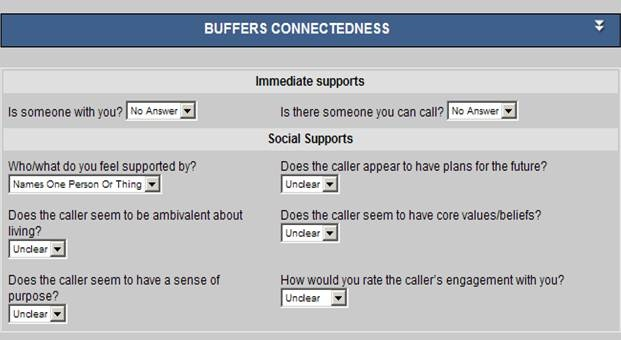 BUFFERS CONNECTEDNESS
Immediate supports
Is someone with you? No Answer
Is there someone you can call? No Answer
Social Supports
Who/what do you feel supported by?
Names One Person Or Thing
Does the caller appear to have plans for the future?
Unclear
Does the caller seem to be ambivalent about
living?
Unclear
Does the caller seem to have core values/beliefs?
Unclear
Does the caller seem to have a sense of
purpose?
Unclear
How would you rate the caller's engagement with you?
Unclear